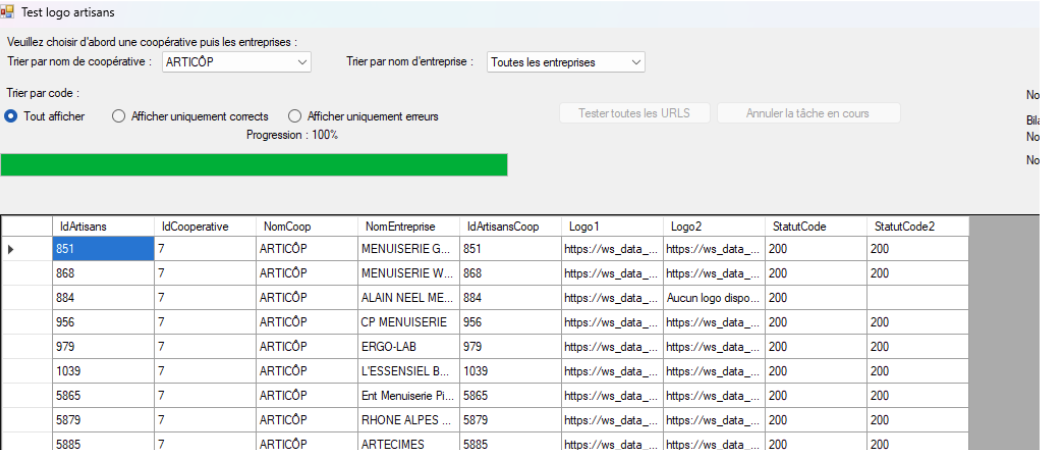 Test logo artisans
Veuillez choisir d'abord une coopérative puis les entreprises :
Trier par nom de coopérative : ARTICÔP Trier par nom d'entreprise : Toutes les entreprises
Trier par code :
No
Tout afficher Afficher uniquement corrects Afficher uniquement erreurs Tester toutes les URLS Annuler la tâche en cours
Bila
Progression : 100% No
No
IdArtisans IdCooperative NomCoop NomEntreprise IdArtisansCoop Logo1 Logo2 StatutCode StatutCode2
851 7 ARTICÔP MENUISERIE G... 851 https://ws_data_... https://ws_data_... 200 200
868 7 ARTICÔP MENUISERIE W... 868 https://ws_data_... https://ws_data_... 200 200
884 7 ARTICÔP ALAIN NEEL ME... 884 https://ws_data_... Aucun logo dispo... 200
956 7 ARTICÔP CP MENUISERIE 956 https://ws_data_... https://ws_data_... 200 200
979 7 ARTICÔP ERGO-LAB 979 https://ws_data_... https://ws_data_... 200 200
1039 7 ARTICÔP L'ESSENSIEL B... 1039 https://ws_data_... https://ws_data_... 200 200
5865 7 ARTICÔP Ent Menuiserie Pi... 5865 https://ws_data_... https://ws_data_... 200 200
5879 7 ARTICÔP RHONE ALPES ... 5879 https://ws_data_... https://ws_data_... 200 200
5885 7 ARTICÔP ARTECIMES 5885 https://ws_data_... https://ws_data_... 200 200